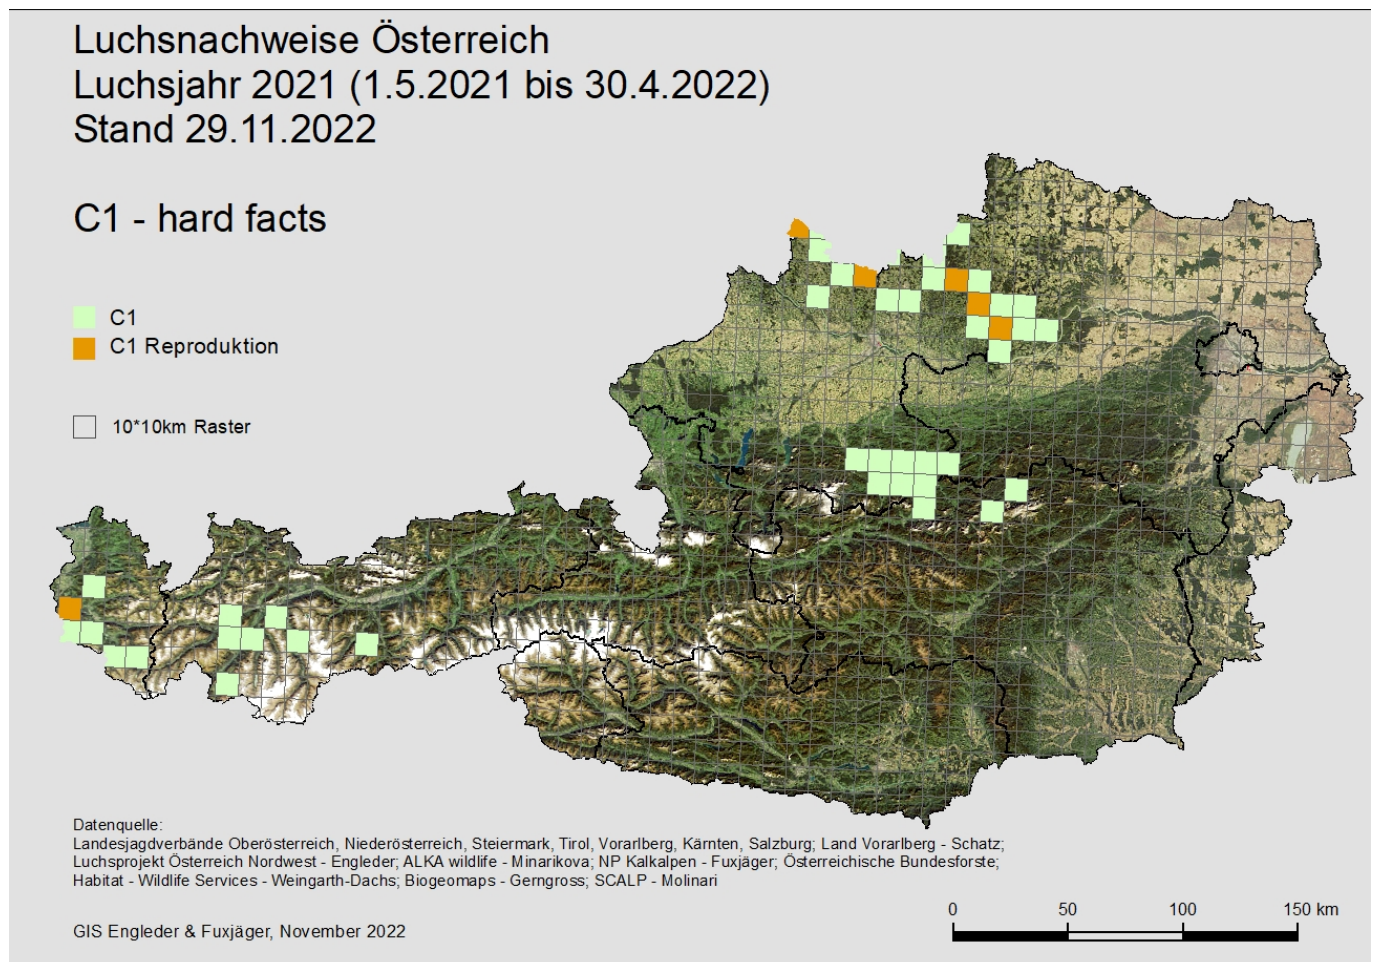 Luchsnachweise Österreich
Luchsjahr 2021 (1.5.2021 bis 30.4.2022)
Stand 29.11.2022
C1 - hard facts
C1
C1 Reproduktion
10*10km Raster
Datenquelle:
Landesjagdverbände Oberösterreich, Niederösterreich, Steiermark, Tirol, Vorarlberg, Kärnten, Salzburg; Land Vorarlberg - Schatz;
Luchsprojekt Österreich Nordwest - Engleder; ALKA wildlife - Minarikova; NP Kalkalpen - Fuxjäger; Österreichische Bundesforste;
Habitat - Wildlife Services - Weingarth-Dachs; Biogeomaps - Gerngross; SCALP - Molinari
GIS Engleder & Fuxjäger, November 2022
0 50 100 150 km